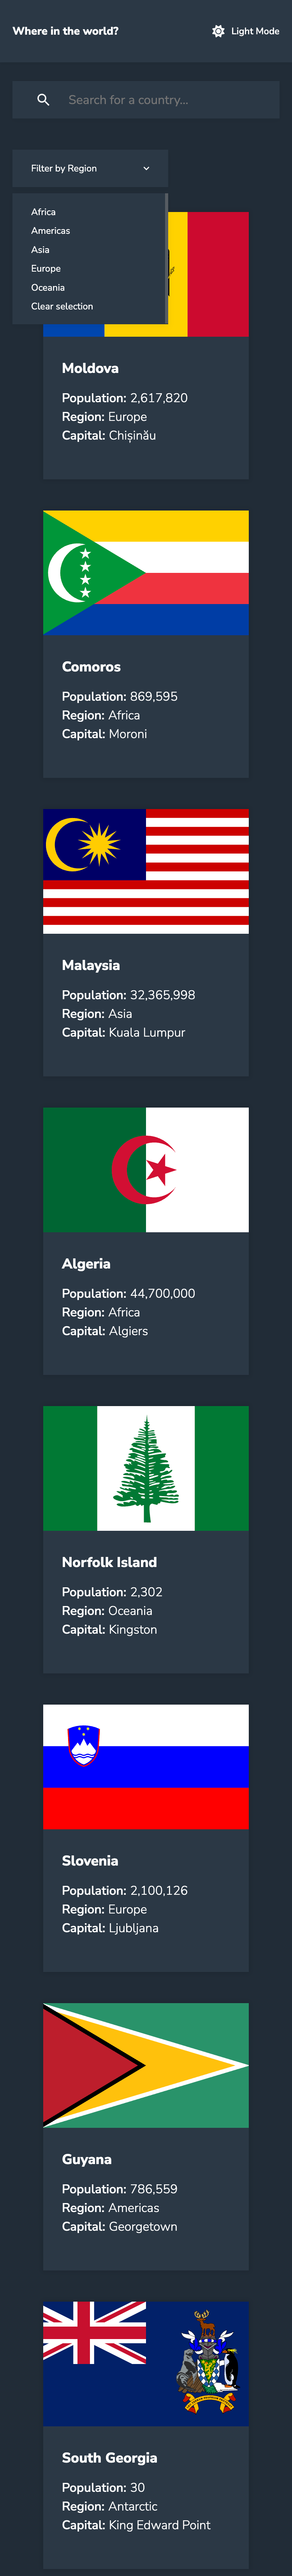 Where in the world?
Light Mode
Search for a country...
Filter by Region
Africa
Americas
Asia
Europe
Oceania
Clear selection
Moldova
Population: 2,617,820
Region: Europe
Capital: Chișinău
Comoros
Population: 869,595
Region: Africa
Capital: Moroni
Malaysia
Population: 32,365,998
Region: Asia
Capital: Kuala Lumpur
Algeria
Population: 44,700,000
Region: Africa
Capital: Algiers
Norfolk Island
Population: 2,302
Region: Oceania
Capital: Kingston
Slovenia
Population: 2,100,126
Region: Europe
Capital: Ljubljana
Guyana
Population: 786,559
Region: Americas
Capital: Georgetown
South Georgia
Population: 30
Region: Antarctic
Capital: King Edward Point